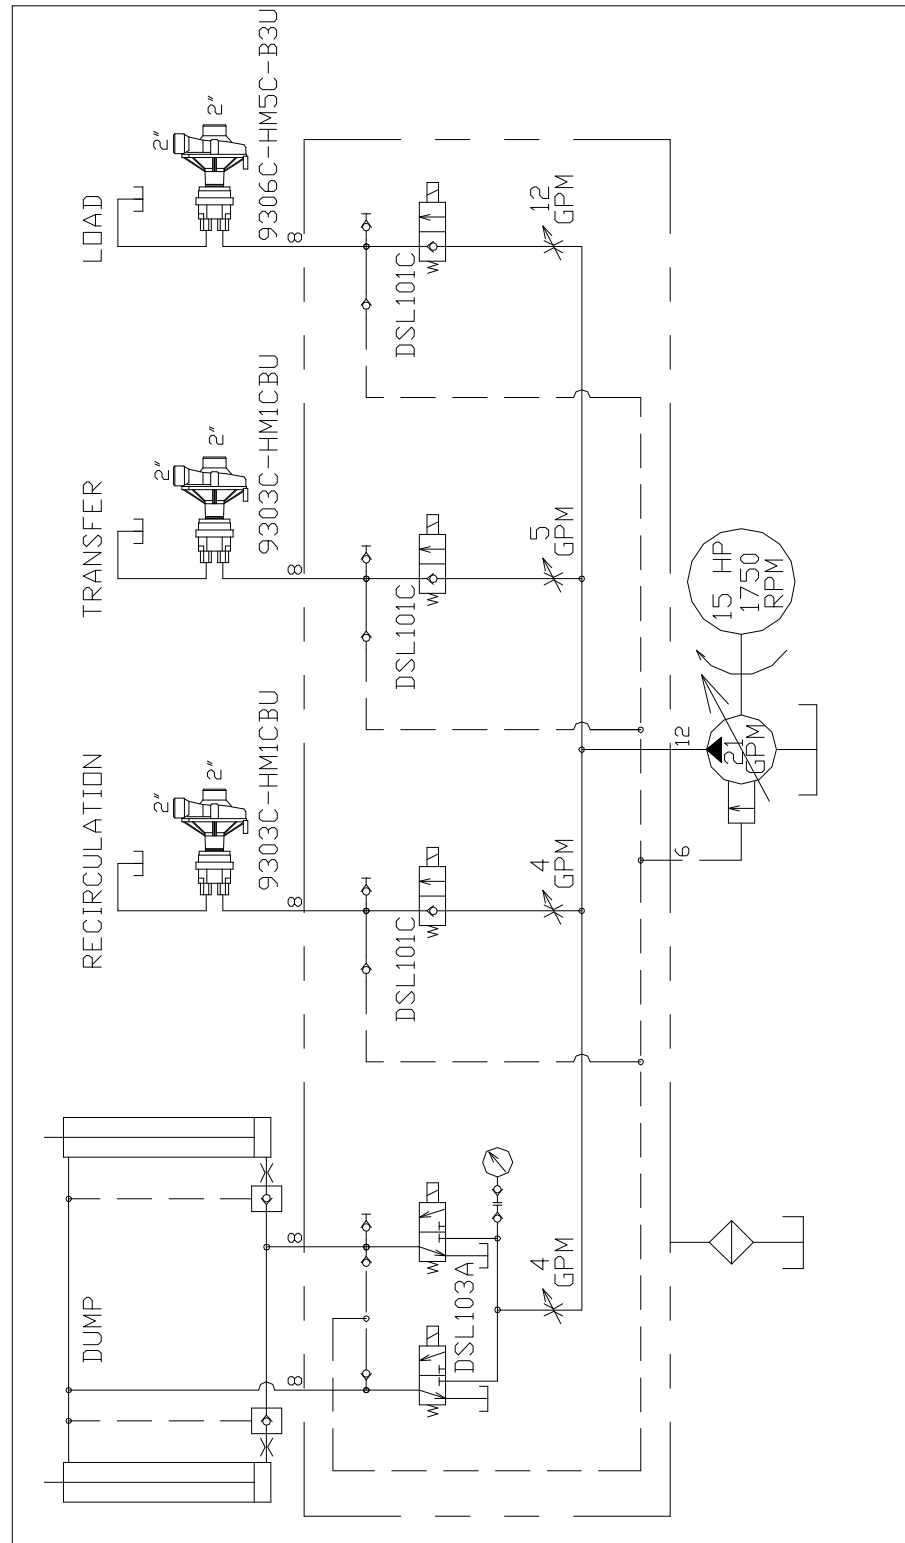 DUMP
RECIRCULATION
TRANSFER
LOAD
2"
2"
9303C-HM1CBU
2"
2"
9303C-HM1CBU
2"
2"
9306C-HM5C-B3U
8
8
8
8
8
DSL103A
DSL101C
DSL101C
DSL101C
W
W
W
W
W
4
GPM
4
GPM
5
GPM
12
GPM
6
12
21
GPM
15 HP
1750
RPM